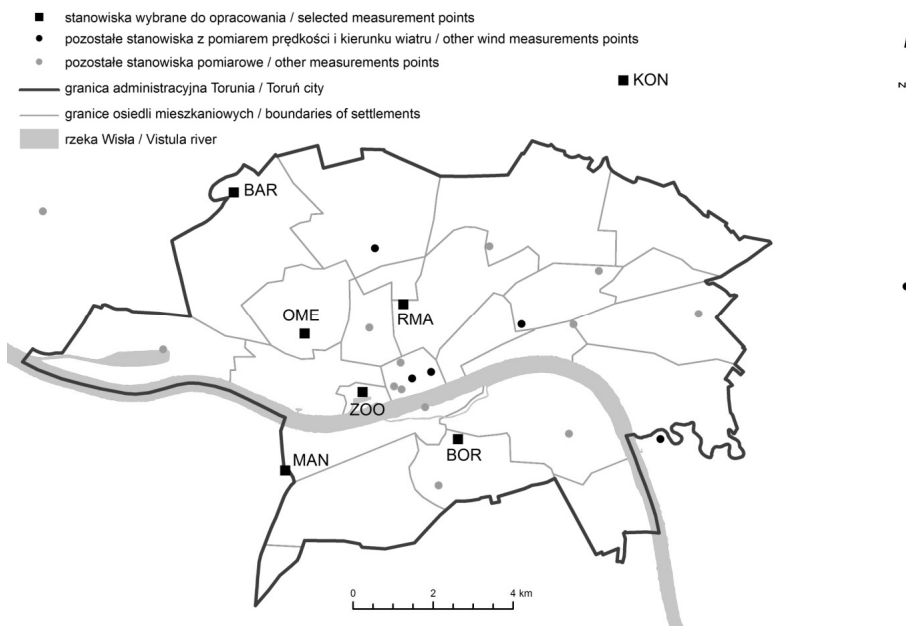 stanowiska wybrane do opracowania / selected measurement points
pozostałe stanowiska z pomiarem prędkości i kierunku wiatru / other wind measurements points
pozostałe stanowiska pomiarowe / other measurements points
granica administracyjna Torunia / Toruń city
granice osiedli mieszkaniowych / boundaries of settlements
rzeka Wisła / Vistula river
KON
BAR
OME
RMA
ZOO
MAN
BOR
0 2 4 km